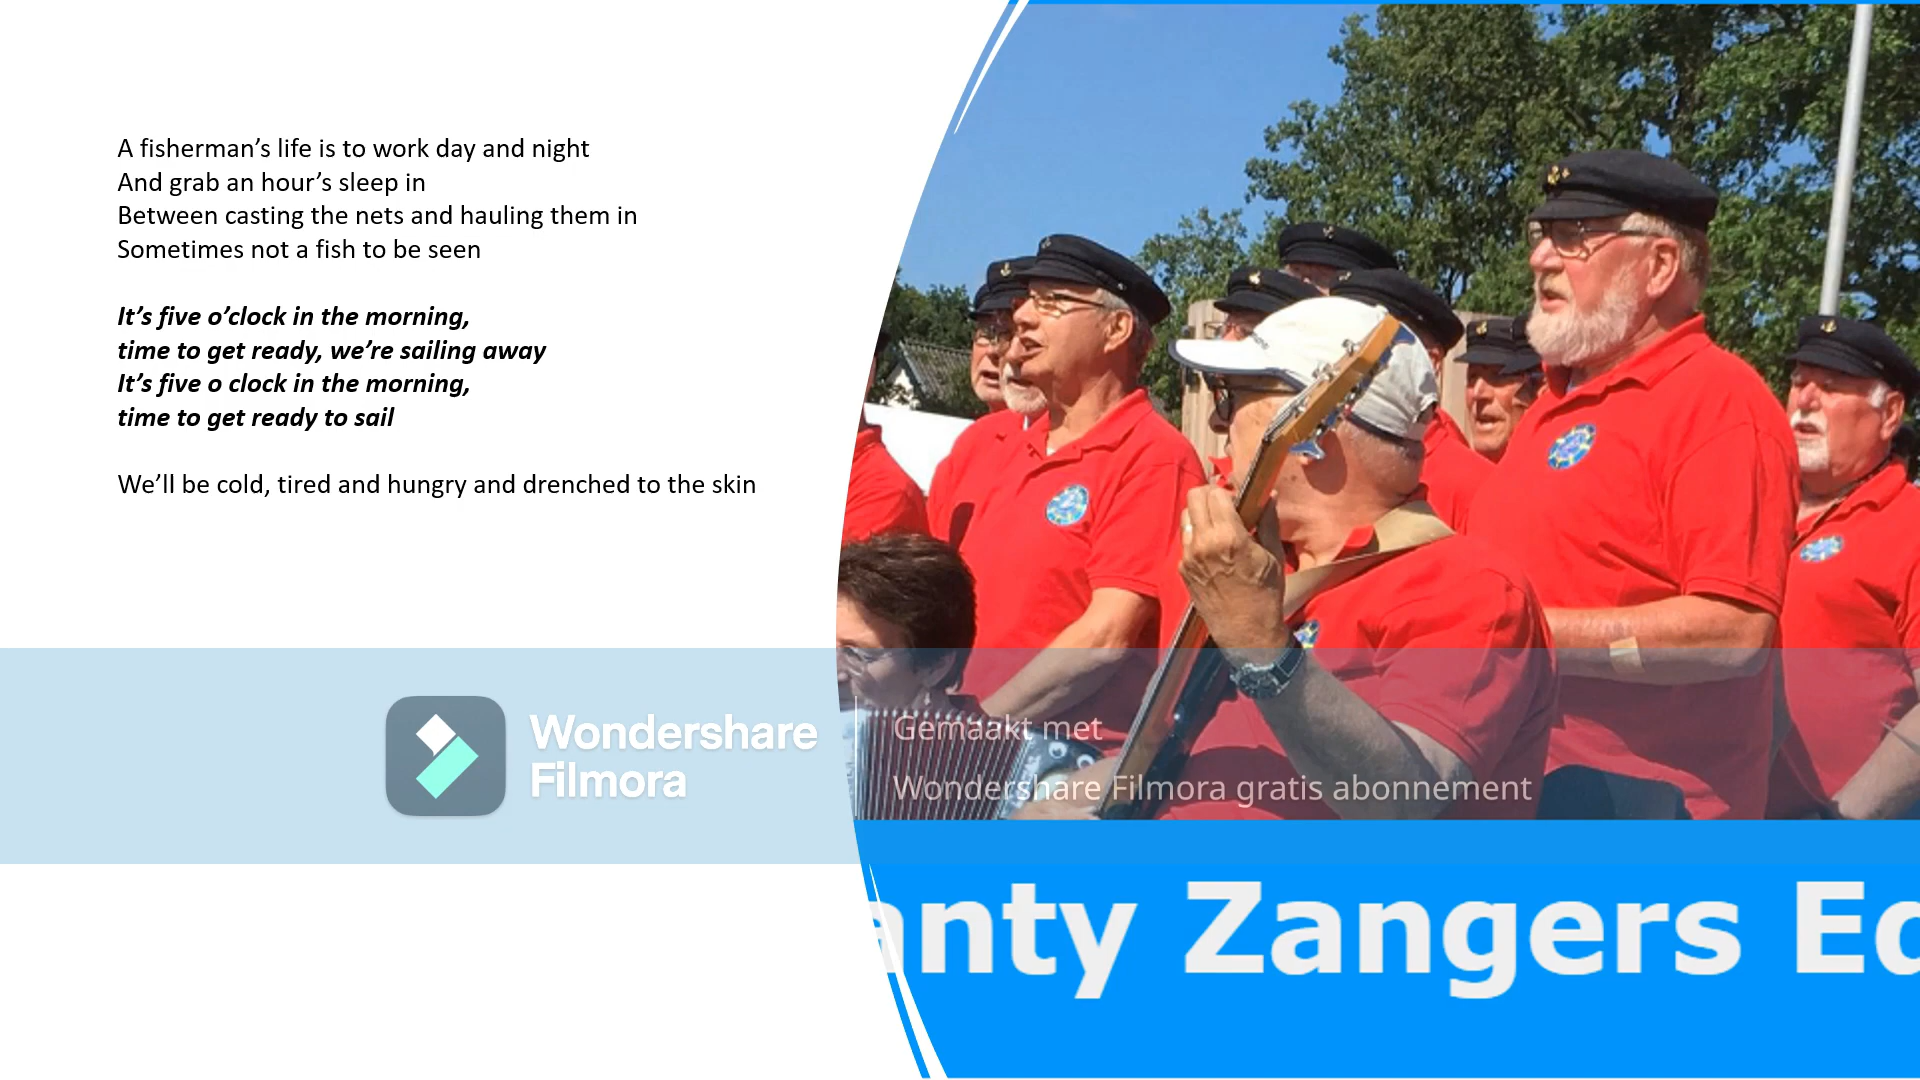 A fisherman’s life is to work day and night
And grab an hour’s sleep in
Between casting the nets and hauling them in
Sometimes not a fish to be seen
It’s five o’clock in the morning,
time to get ready, we’re sailing away
It’s five o clock in the morning,
time to get ready to sail
We’ll be cold, tired and hungry and drenched to the skin
Wondershare
Filmora
Gemaakt met
Wondershare Filmora gratis abonnement
anty Zangers Ed